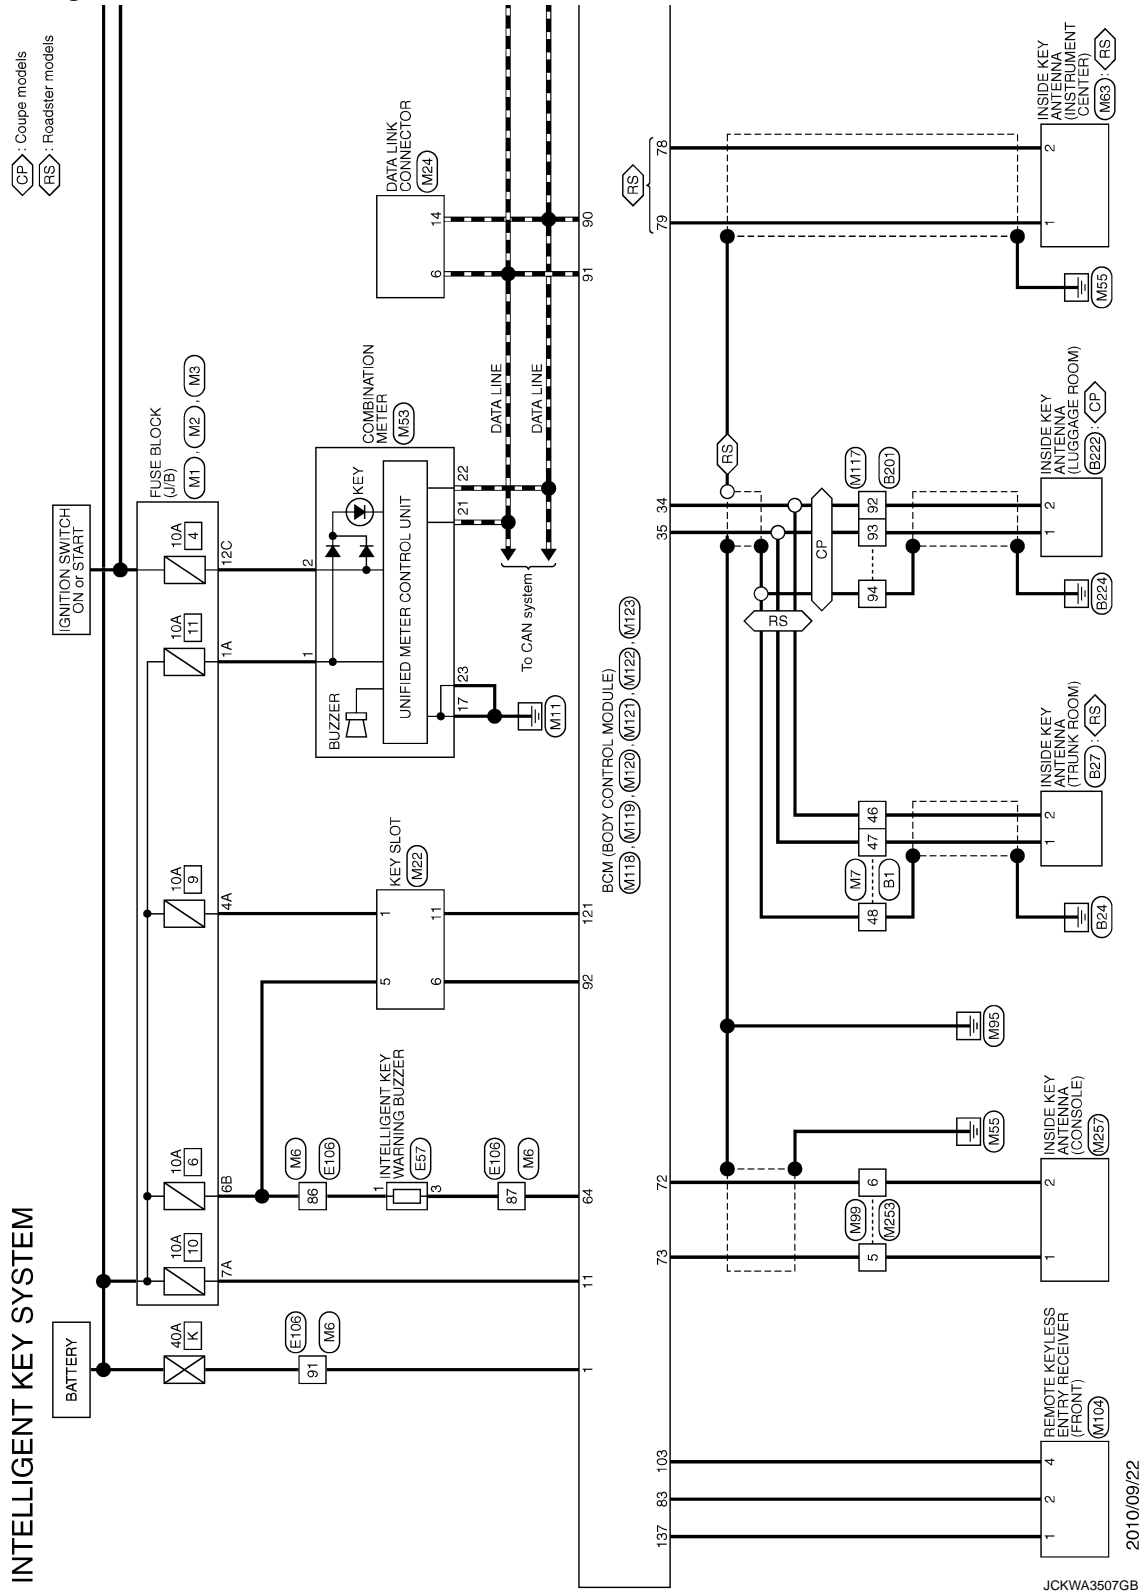 INTELLIGENT KEY SYSTEM
CP : Coupe models
RS : Roadster models
BATTERY
IGNITION SWITCH
ON or START
40A
K
10A
10
10A
6
10A
9
10A
11
10A
4
FUSE BLOCK
(J/B)
M1 , M2 , M3
7A
6B
4A
1A
12C
E106
91
M6
M6
86
E106
1
INTELLIGENT KEY
WARNING BUZZER
E57
3
E106
87
M6
KEY SLOT
M22
5
1
6
11
1
2
COMBINATION
METER
M53
BUZZER
KEY
UNIFIED METER CONTROL UNIT
17
23
21
22
M11
DATA LINK
CONNECTOR
M24
6
14
DATA LINE
DATA LINE
To CAN system
1
11
64
92
121
91
90
BCM (BODY CONTROL MODULE)
M118 , M119 , M120 , M121 , M122 , M123
137
83
103
73
72
35
34
79
78
RS
RS
CP
RS
M99
5
6
M253
M7
48
47
46
B1
M117
94
93
92
B201
M55
M95
B24
B224
M55
1
2
4
REMOTE KEYLESS
ENTRY RECEIVER
(FRONT)
M104
1
2
INSIDE KEY
ANTENNA
(CONSOLE)
M257
1
2
INSIDE KEY
ANTENNA
(TRUNK ROOM)
B27 : RS
1
2
INSIDE KEY
ANTENNA
(LUGGAGE ROOM)
B222 : CP
1
2
INSIDE KEY
ANTENNA
(INSTRUMENT
CENTER)
M63 : RS
2010/09/22
JCKWA3507GB